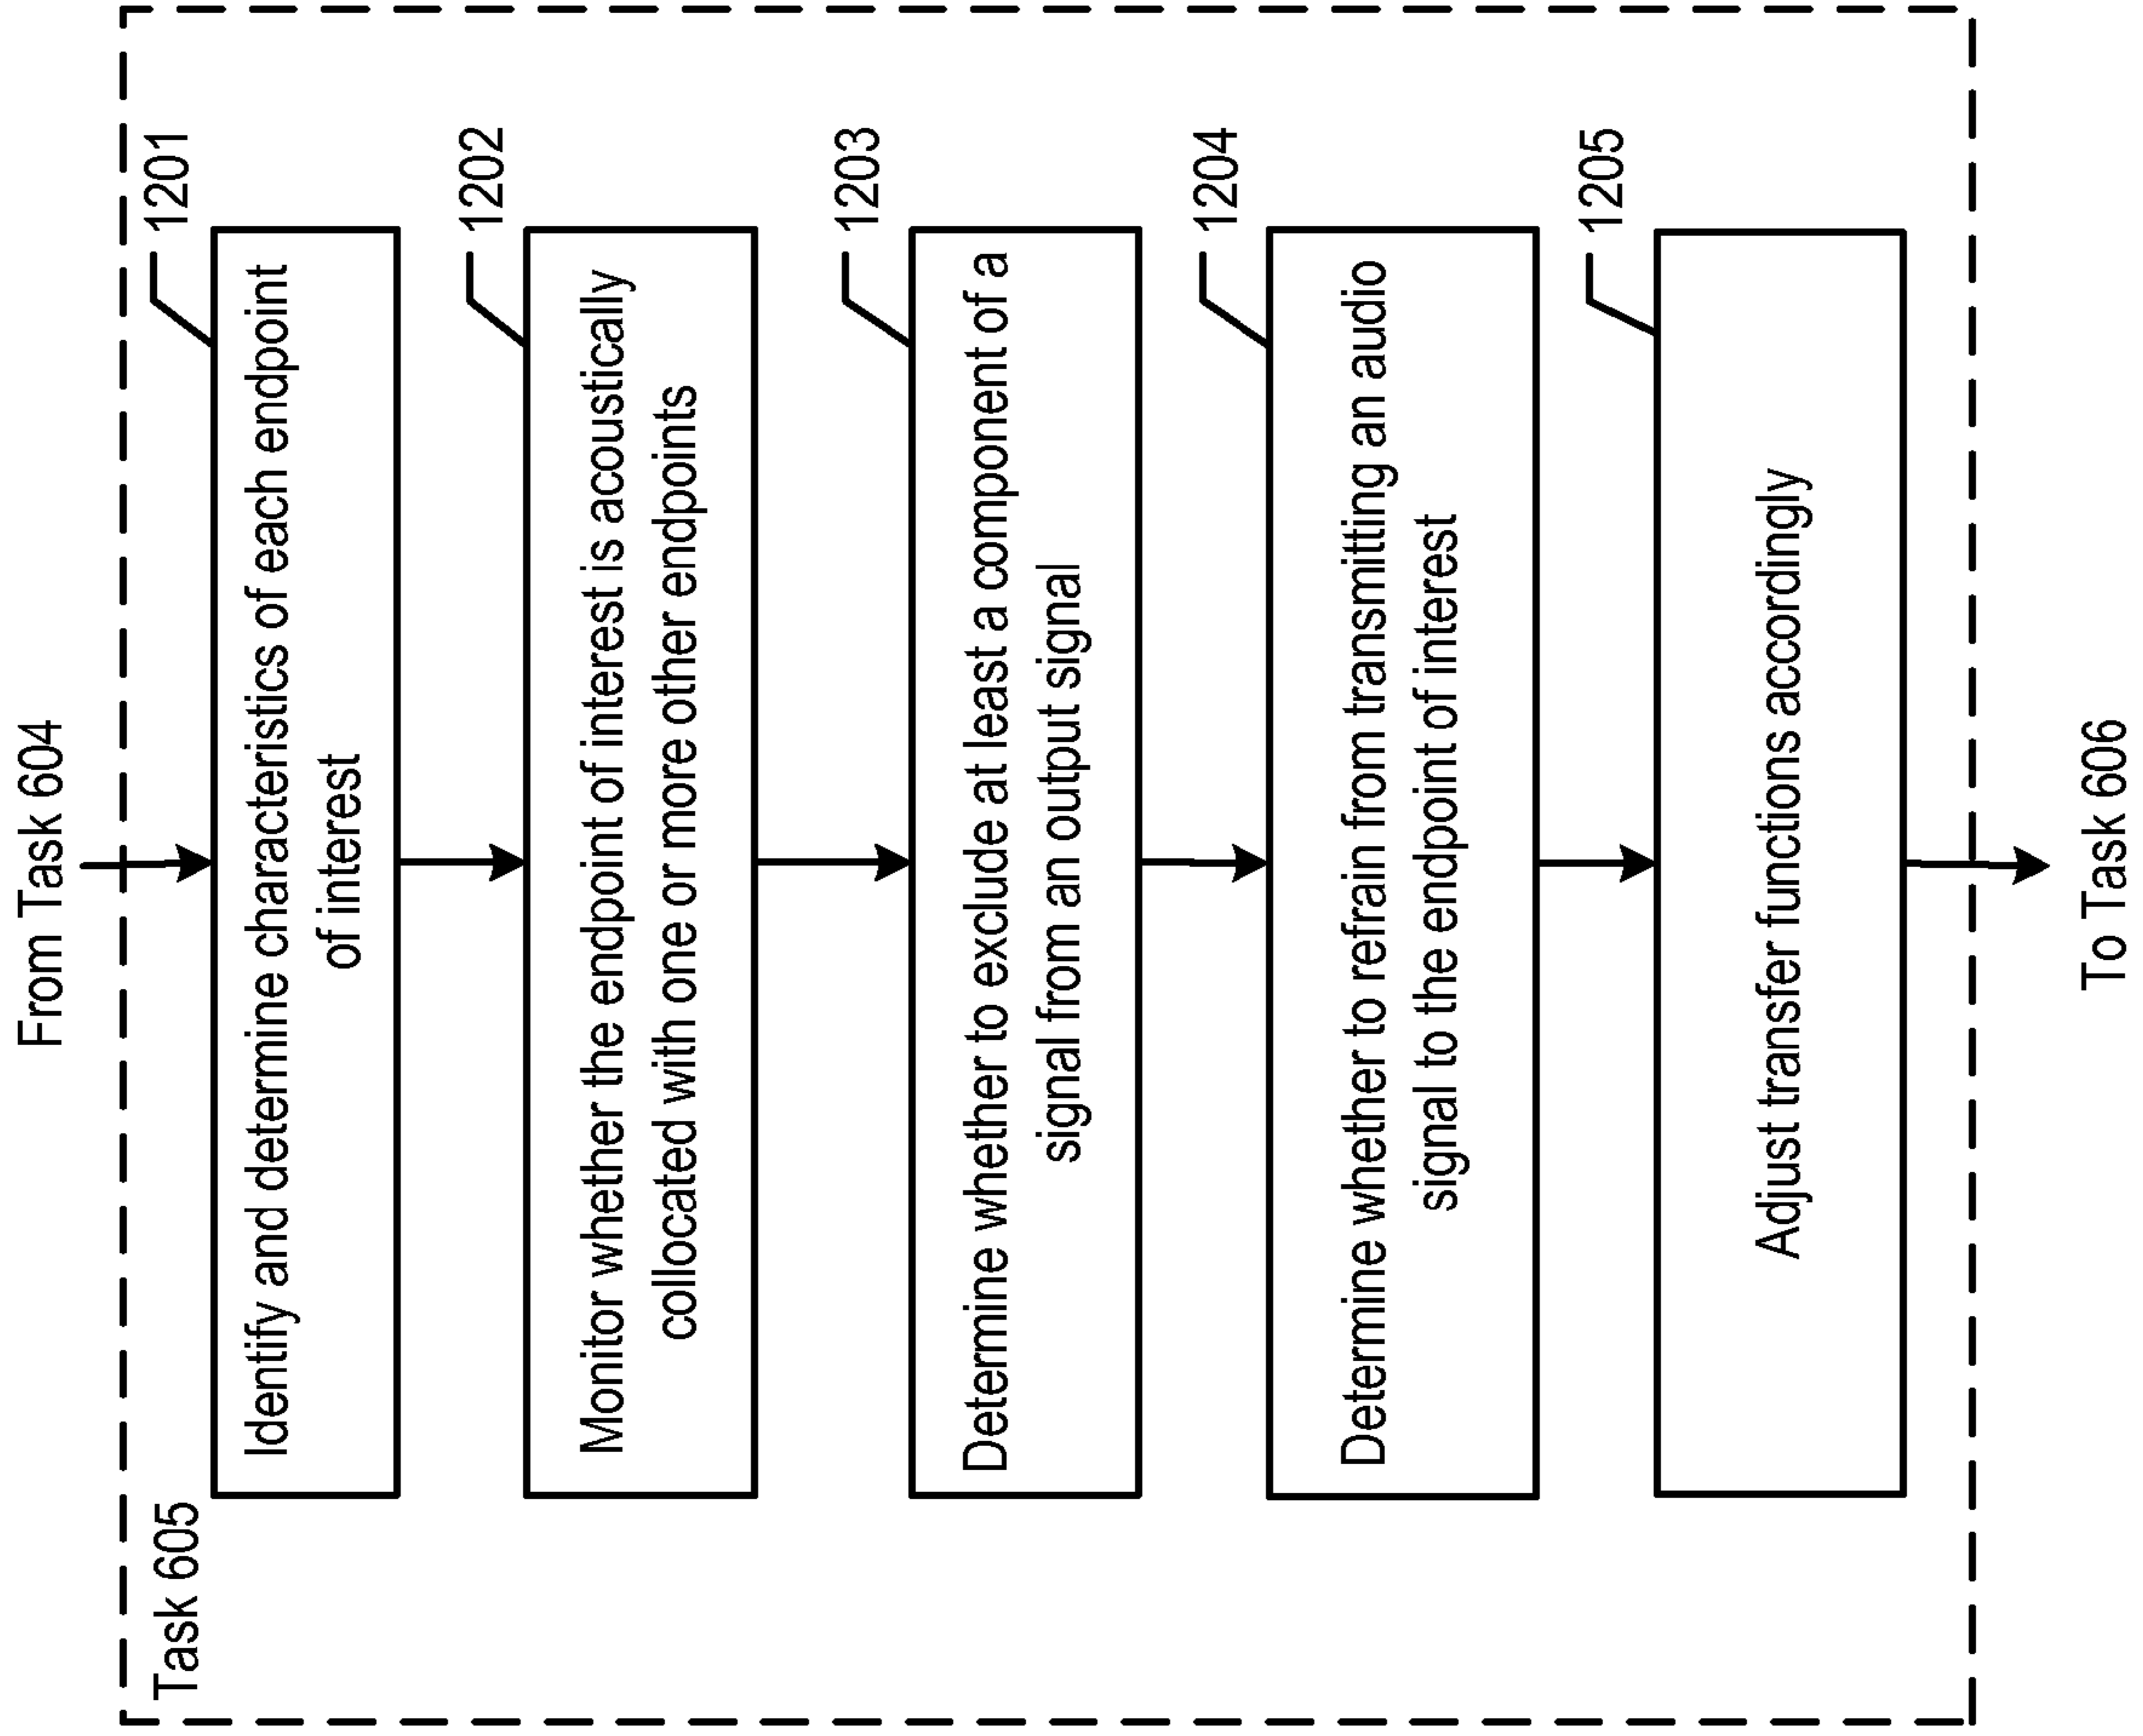 From Task 604
Task 605
1201
Identify and determine characteristics of each endpoint
of interest
1202
Monitor whether the endpoint of interest is acoustically
collocated with one or more other endpoints
1203
Determine whether to exclude at least a component of a
signal from an output signal
1204
Determine whether to refrain from transmitting an audio
signal to the endpoint of interest
1205
Adjust transfer functions accordingly
To Task 606